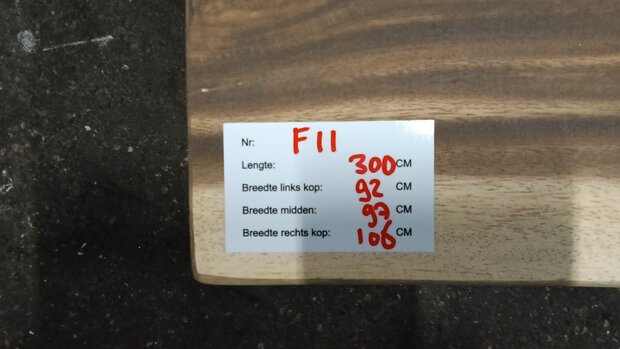 Nr: F11
Lengte: 300 CM
Breedte links kop: 92 CM
Breedte midden: 97 CM
Breedte rechts kop: 106 CM